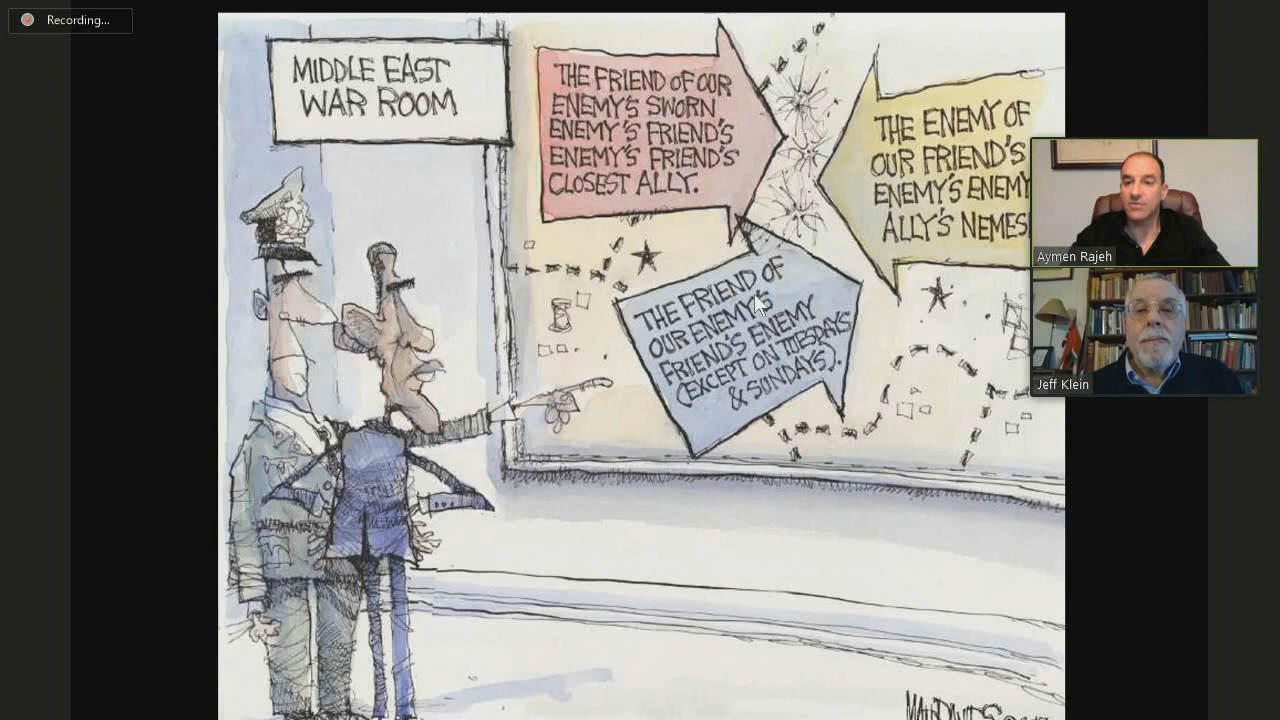 Recording...
MIDDLE EAST
WAR ROOM
THE FRIEND OF OUR
ENEMY'S SWORN
ENEMY'S FRIEND'S
ENEMY'S FRIEND'S
CLOSEST ALLY.
THE ENEMY OF
OUR FRIEND'S
ENEMY'S ENEMY
ALLY'S NEMES
THE FRIEND OF
OUR ENEMY'S
FRIEND'S ENEMY
(EXCEPT ON TUESDAYS
& SUNDAYS).
Aymen Rajeh
Jeff Klein